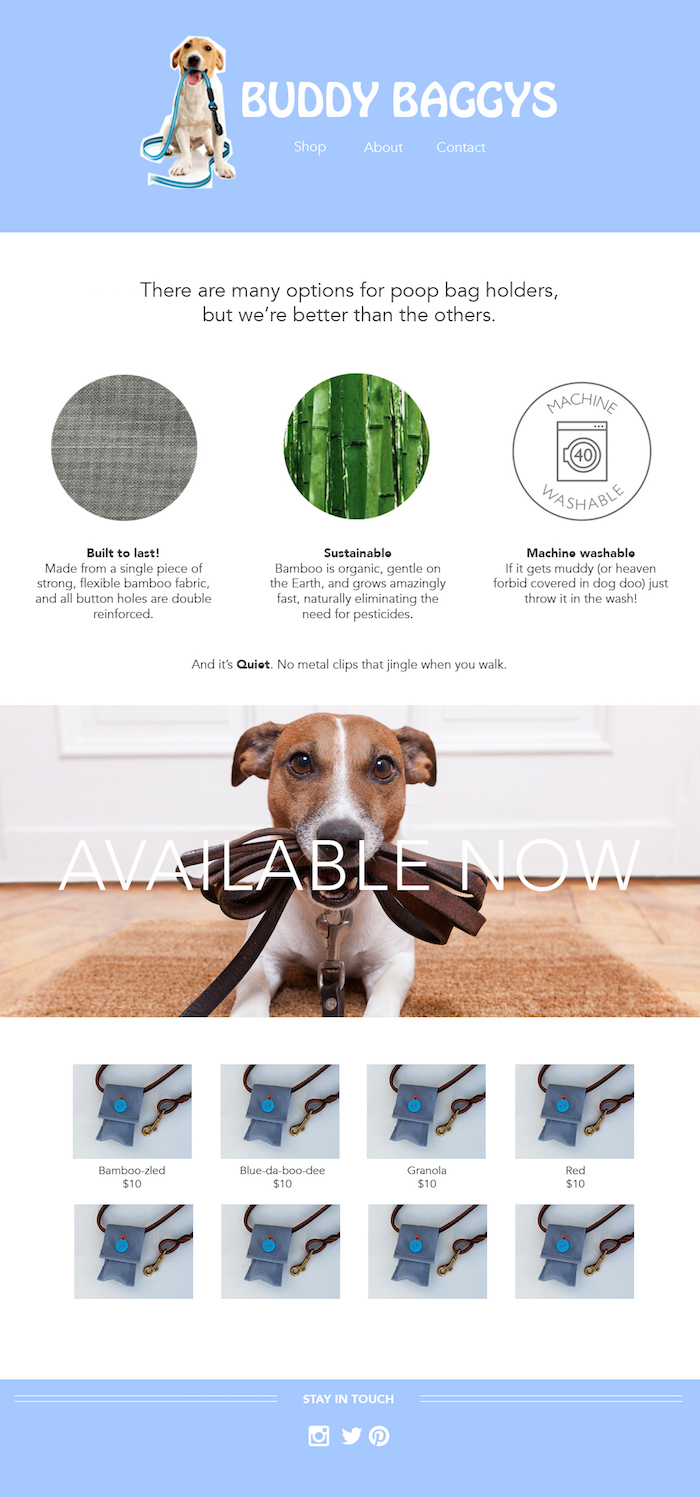 BUDDY BAGGYS
Shop About Contact
There are many options for poop bag holders,
but we’re better than the others.
MACHINE
40
WASHABLE
Built to last!
Made from a single piece of
strong, flexible bamboo fabric,
and all button holes are double
reinforced.
Sustainable
Bamboo is organic, gentle on
the Earth, and grows amazingly
fast, naturally eliminating the
need for pesticides.
Machine washable
If it gets muddy (or heaven
forbid covered in dog doo) just
throw it in the wash!
And it’s Quiet. No metal clips that jingle when you walk.
AVAILABLE NOW
Bamboo-zled
$10
Blue-da-boo-dee
$10
Granola
$10
Red
$10
STAY IN TOUCH